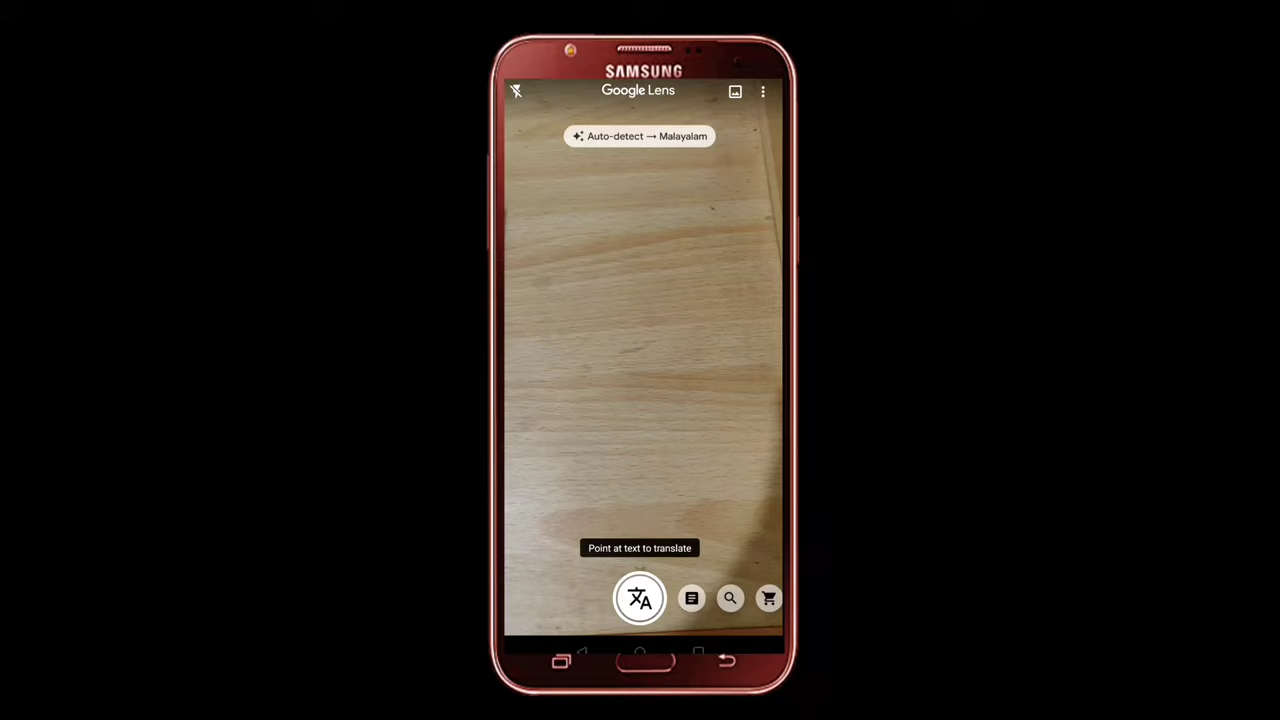 SAMSUNG
Google Lens
Auto-detect → Malayalam
Point at text to translate